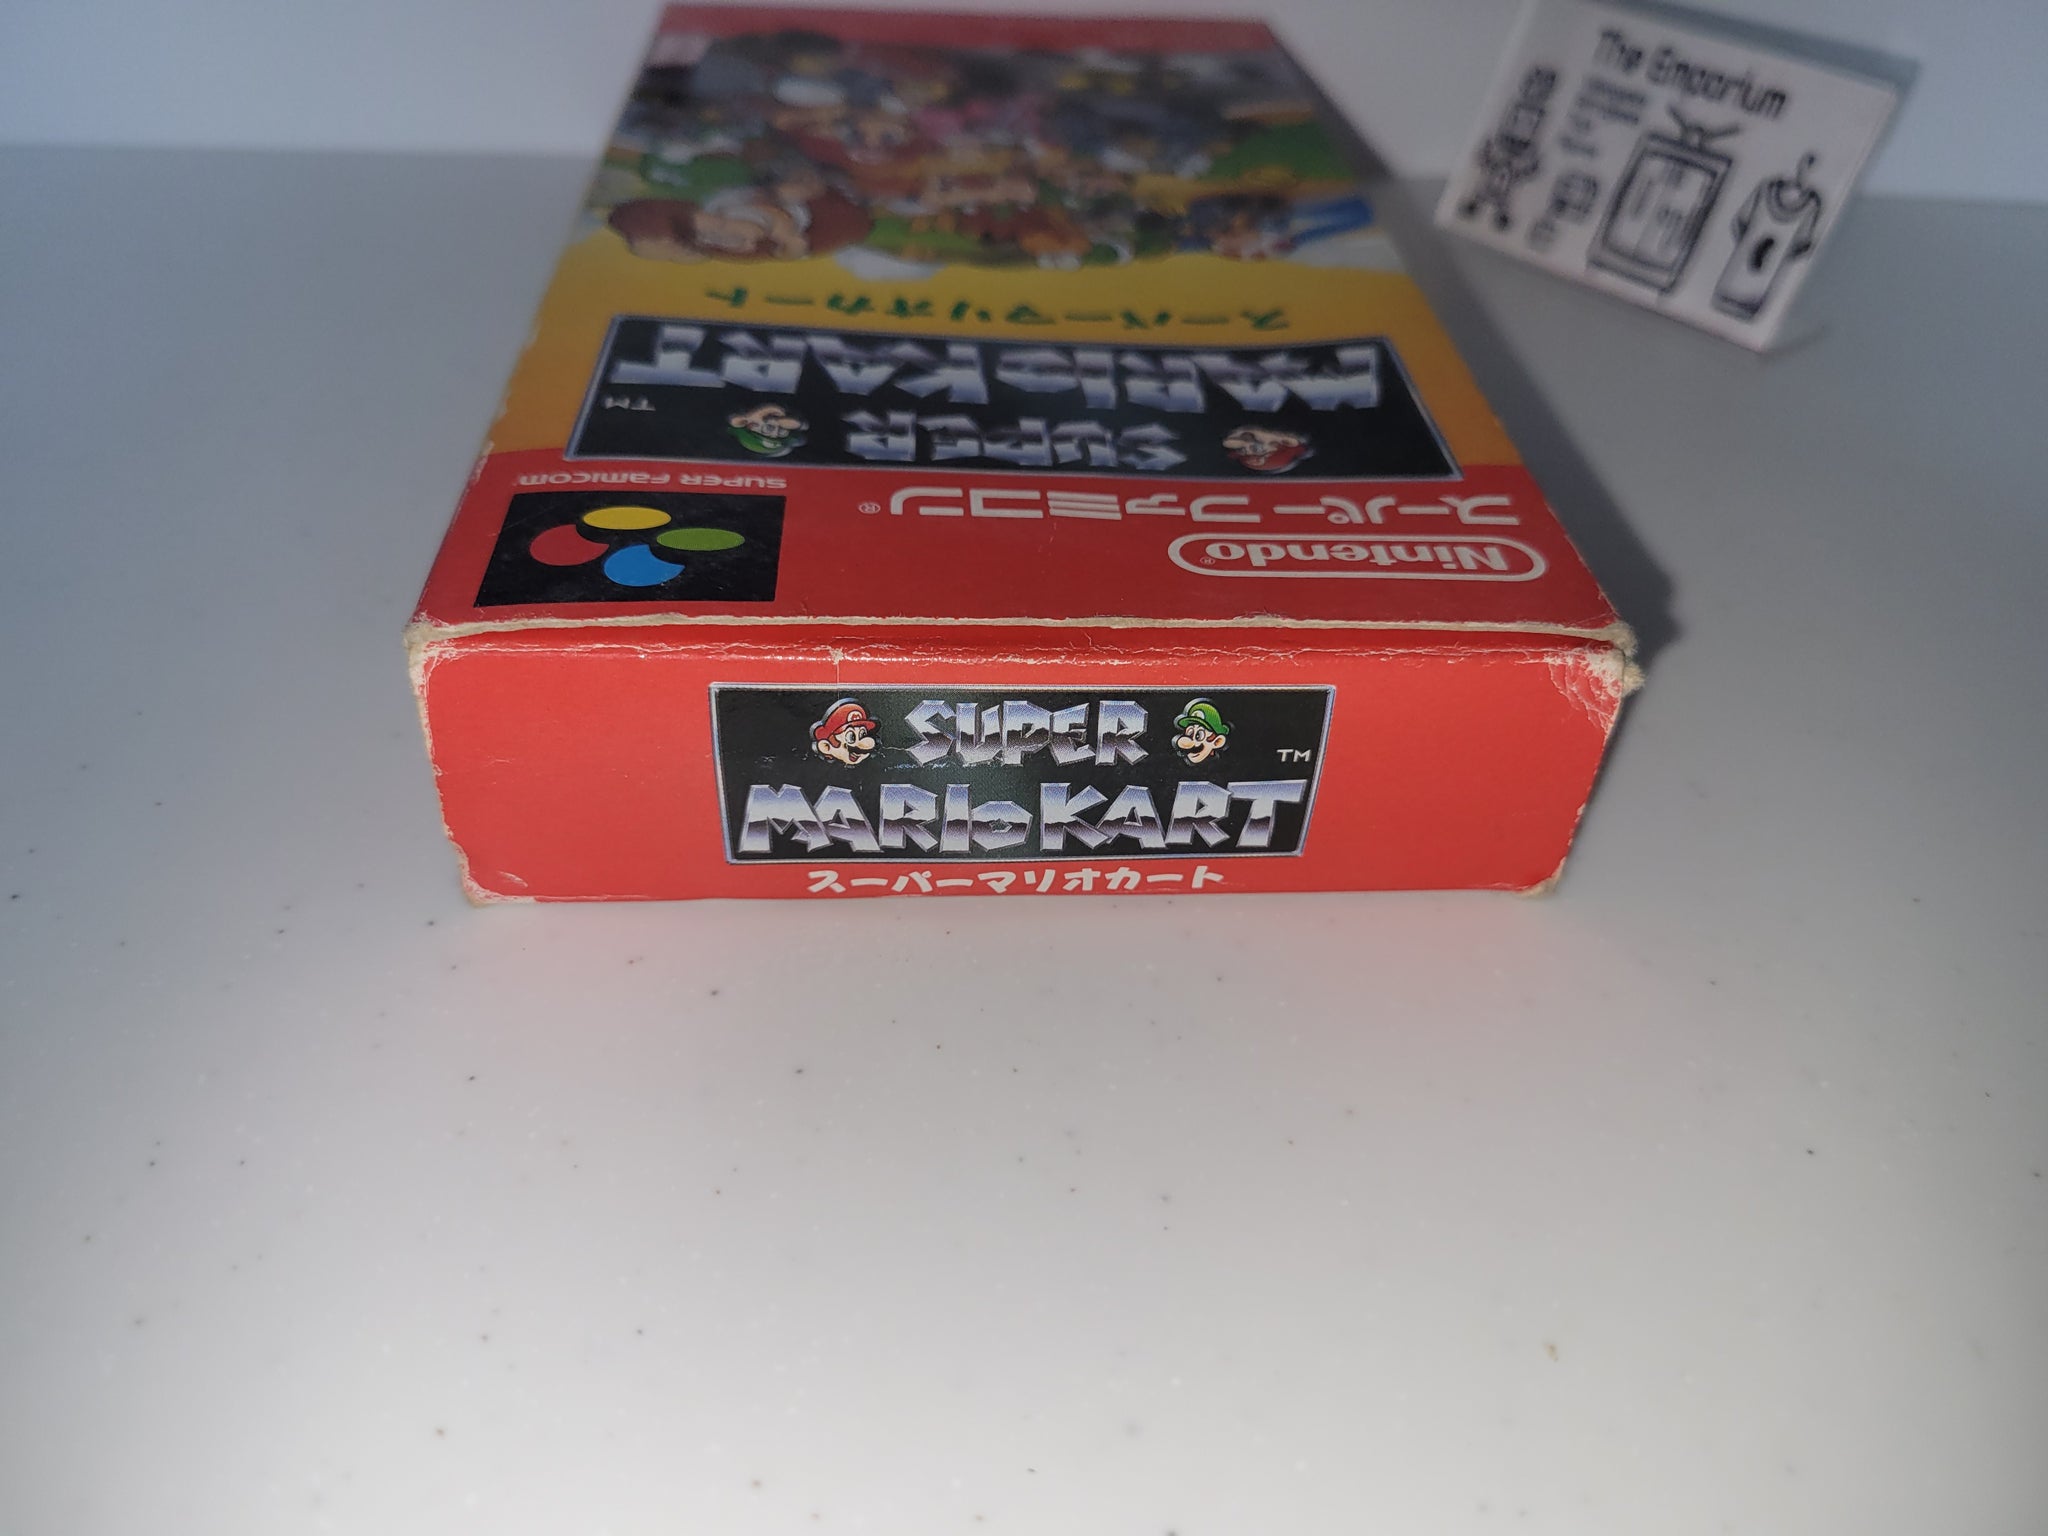 The Emporium
スーパーマリオカート
SUPER
MARIO KART
TM
SUPER FAMICOM
スーパーファミコン®
Nintendo®
SUPER
MARIO KART
TM
スーパーマリオカート